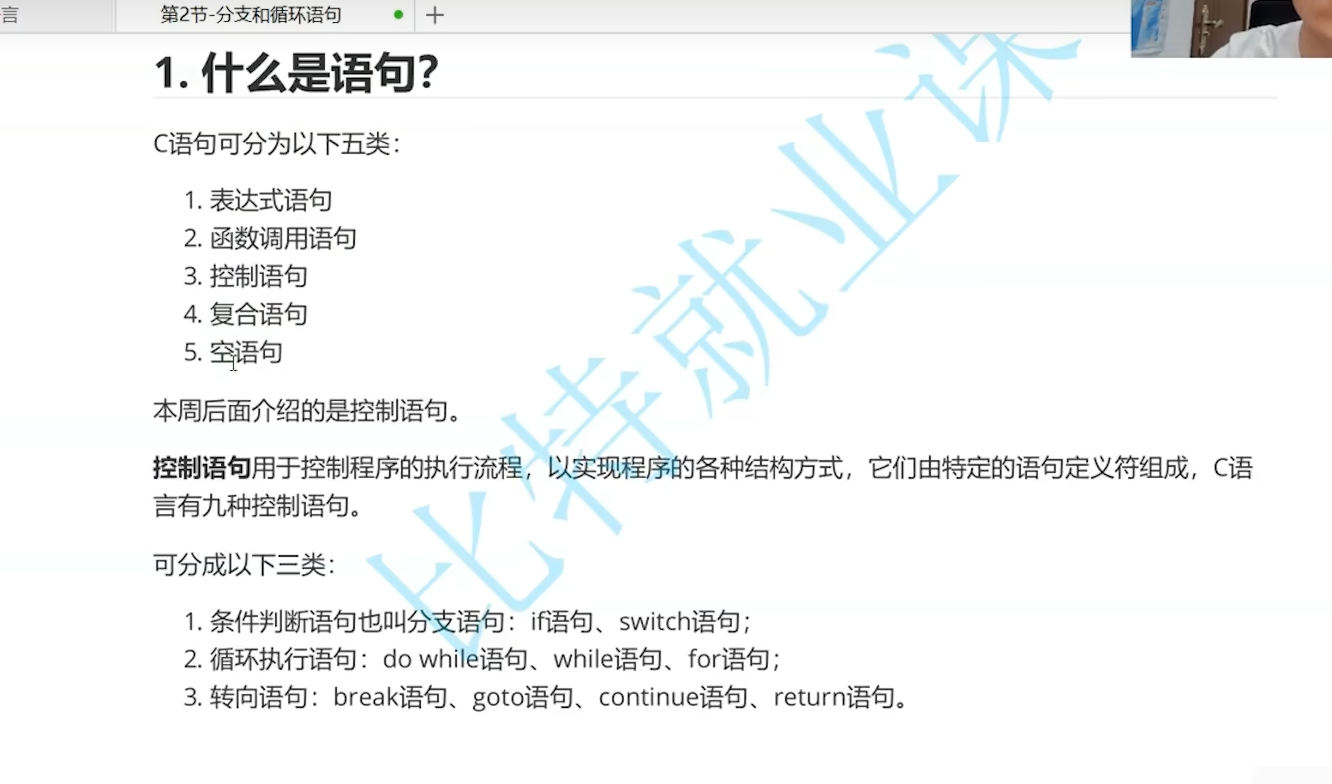 言
第2节-分支和循环语句
1. 什么是语句？
C语句可分为以下五类：
1. 表达式语句
2. 函数调用语句
3. 控制语句
4. 复合语句
5. 空语句
本周后面介绍的是控制语句。
控制语句用于控制程序的执行流程，以实现程序的各种结构方式，它们由特定的语句定义符组成，C语
言有九种控制语句。
可分成以下三类：
1. 条件判断语句也叫分支语句：if语句、switch语句；
2. 循环执行语句：do while语句、while语句、for语句；
3. 转向语句：break语句、goto语句、continue语句、return语句。
比特就业课